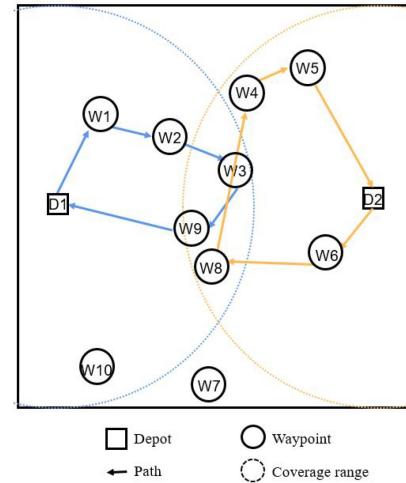 W5
W4
W1
W2
W3
D1
D2
W9
W6
W8
W10
W7
Depot
Waypoint
Path
Coverage range